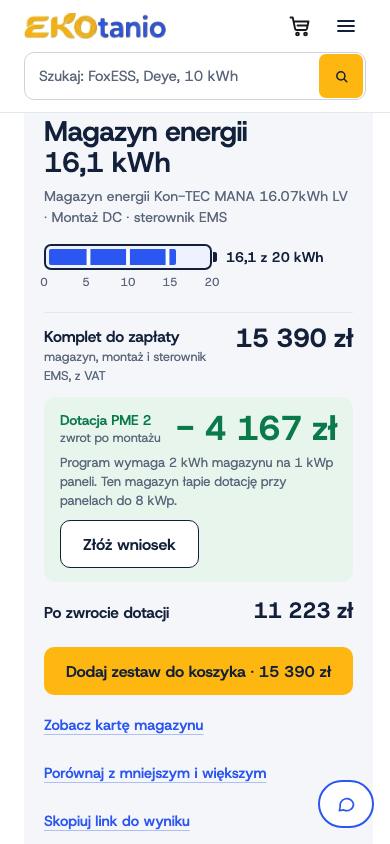 EKOtanio
Szukaj: FoxESS, Deye, 10 kWh
Magazyn energii
16,1 kWh
Magazyn energii Kon-TEC MANA 16.07kWh LV
· Montaż DC · sterownik EMS
16,1 z 20 kWh
0 5 10 15 20
Komplet do zapłaty
15 390 zł
magazyn, montaż i sterownik
EMS, z VAT
Dotacja PME 2
− 4 167 zł
zwrot po montażu
Program wymaga 2 kWh magazynu na 1 kWp
paneli. Ten magazyn łapie dotację przy
panelach do 8 kWp.
Złóż wniosek
Po zwrocie dotacji
11 223 zł
Dodaj zestaw do koszyka · 15 390 zł
Zobacz kartę magazynu
Porównaj z mniejszym i większym
Skopiuj link do wyniku